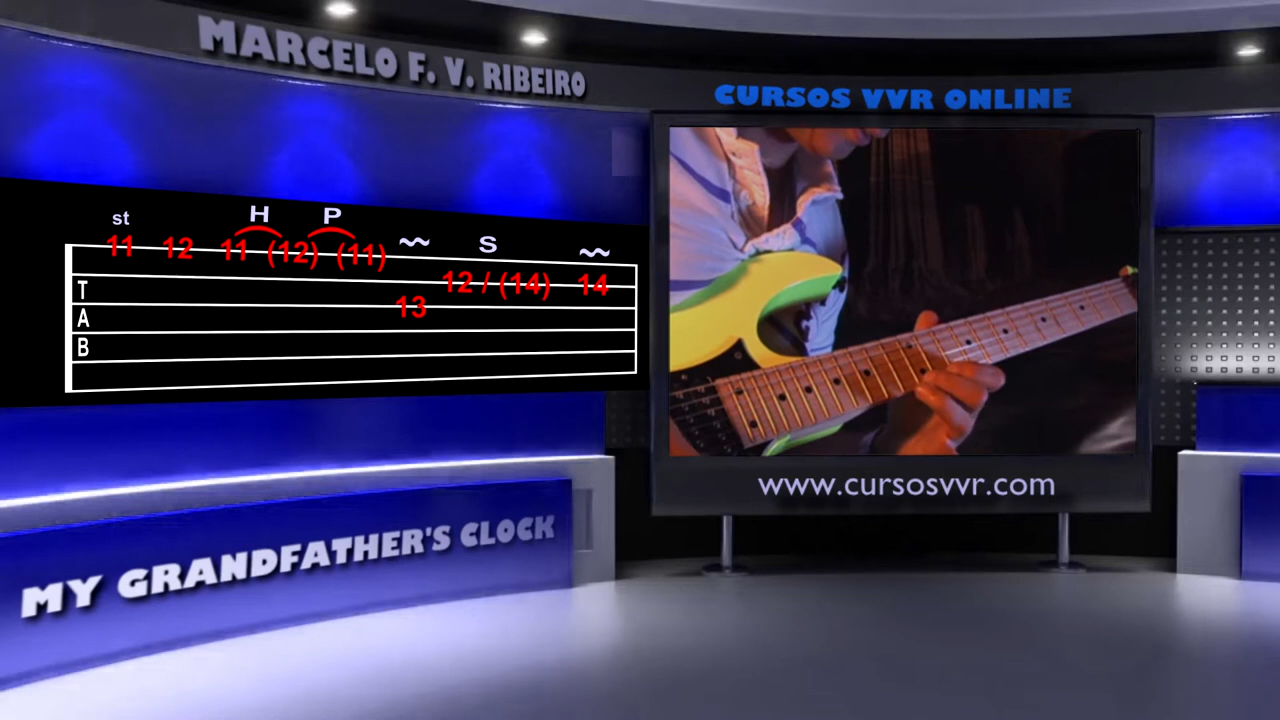 MARCELO F. V. RIBEIRO
CURSOS VVR ONLINE
st H P S
11 12 11 (12) (11) 12 / (14) 14
13
T
A
B
www.cursosvvr.com
MY GRANDFATHER'S CLOCK